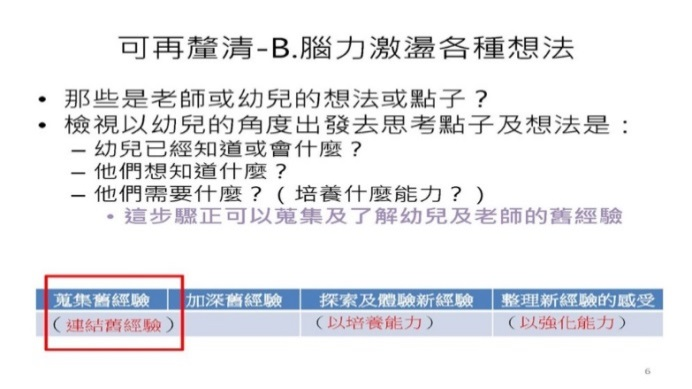 可再釐清-B.腦力激盪各種想法
• 那些是老師或幼兒的想法或點子？
• 檢視以幼兒的角度出發去思考點子及想法是：
– 幼兒已經知道或會什麼？
– 他們想知道什麼？
– 他們需要什麼？（培養什麼能力？）
• 這步驟正可以蒐集及了解幼兒及老師的舊經驗
蒐集舊經驗 加深舊經驗 探索及體驗新經驗 整理新經驗的感受
（連結舊經驗） （以培養能力） （以強化能力）
6